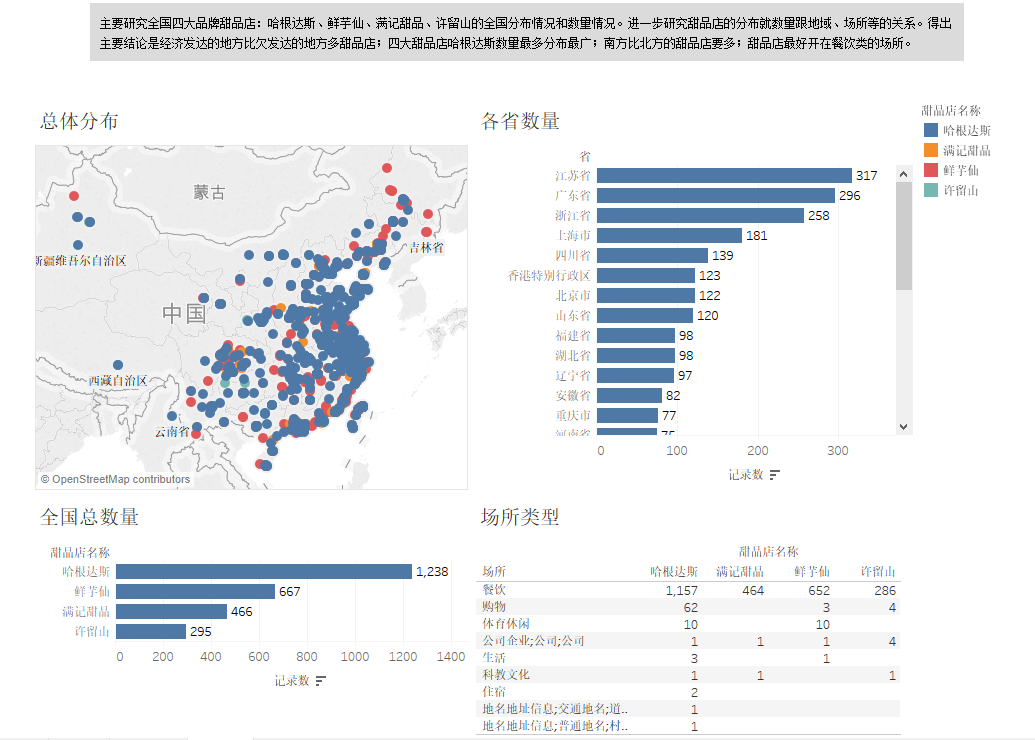 主要研究全国四大品牌甜品店：哈根达斯、鲜芋仙、满记甜品、许留山的全国分布情况和数量情况。进一步研究甜品店的分布就数量跟地域、场所等的关系。得出
主要结论是经济发达的地方比欠发达的地方多甜品店；四大甜品店哈根达斯数量最多分布最广；南方比北方的甜品店要多；甜品店最好开在餐饮类的场所。
总体分布
蒙古
吉林省
新疆维吾尔自治区
中国
西藏自治区
云南省
© OpenStreetMap contributors
各省数量
省
江苏省 317
广东省 296
浙江省 258
上海市 181
四川省 139
香港特别行政区 123
北京市 122
山东省 120
福建省 98
湖北省 98
辽宁省 97
安徽省 82
重庆市 77
河南省 75
0 100 200 300
记录数
甜品店名称
哈根达斯
满记甜品
鲜芋仙
许留山
全国总数量
甜品店名称
哈根达斯 1,238
鲜芋仙 667
满记甜品 466
许留山 295
0 200 400 600 800 1000 1200 1400
记录数
场所类型
甜品店名称
场所 哈根达斯 满记甜品 鲜芋仙 许留山
餐饮 1,157 464 652 286
购物 62 3 4
体育休闲 10 10
公司企业;公司;公司 1 1 1 4
生活 3 1
科教文化 1 1 1
住宿 2
地名地址信息;交通地名;道.. 1
地名地址信息;普通地名;村.. 1